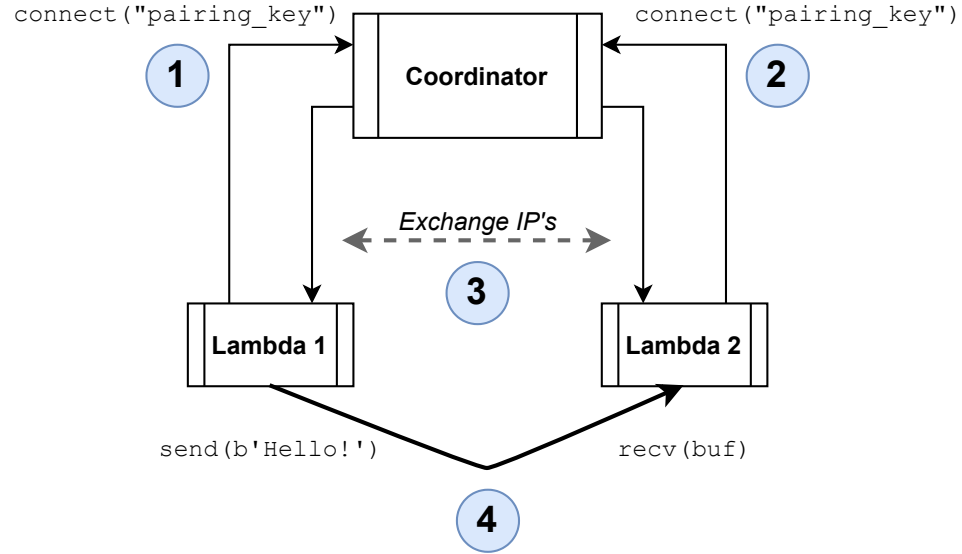 connect("pairing_key")
connect("pairing_key")
1
Coordinator
2
Exchange IP's
3
Lambda 1
Lambda 2
send(b'Hello!')
recv(buf)
4